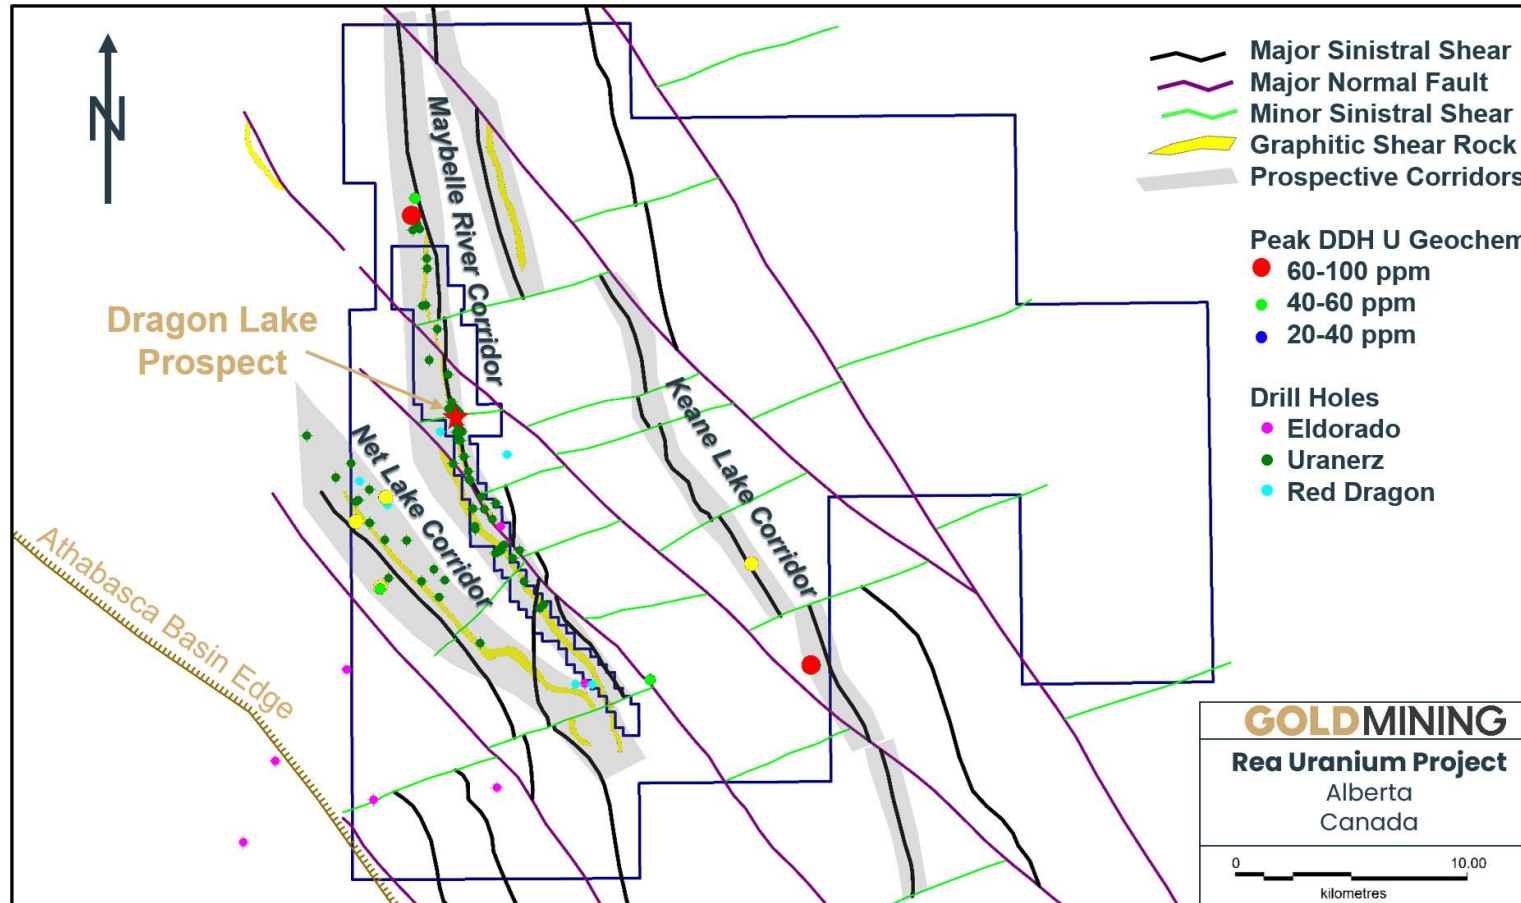 N
Major Sinistral Shear
Major Normal Fault
Minor Sinistral Shear
Graphitic Shear Rock
Prospective Corridors
Peak DDH U Geochem
60-100 ppm
40-60 ppm
20-40 ppm
Drill Holes
Eldorado
Uranerz
Red Dragon
Maybelle River Corridor
Dragon Lake
Prospect
Net Lake Corridor
Keane Lake Corridor
Athabasca Basin Edge
GOLDMINING
Rea Uranium Project
Alberta
Canada
0 10.00
kilometres